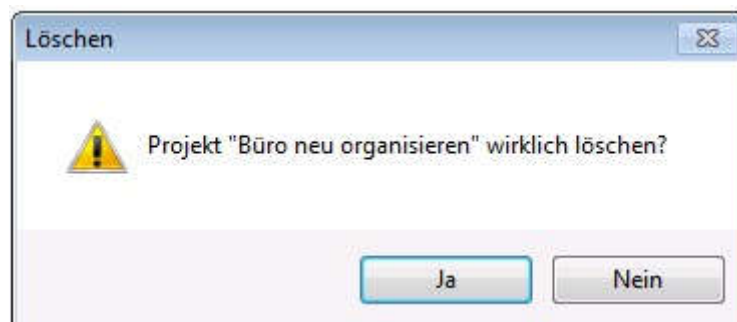 Löschen
Projekt "Büro neu organisieren" wirklich löschen?
Ja Nein